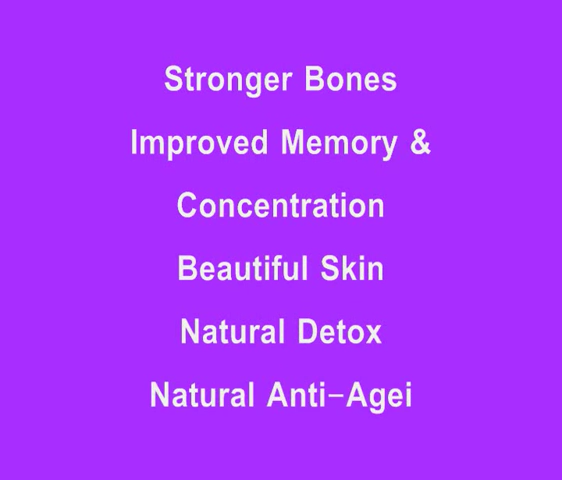 Stronger Bones
Improved Memory &
Concentration
Beautiful Skin
Natural Detox
Natural Anti-Agei